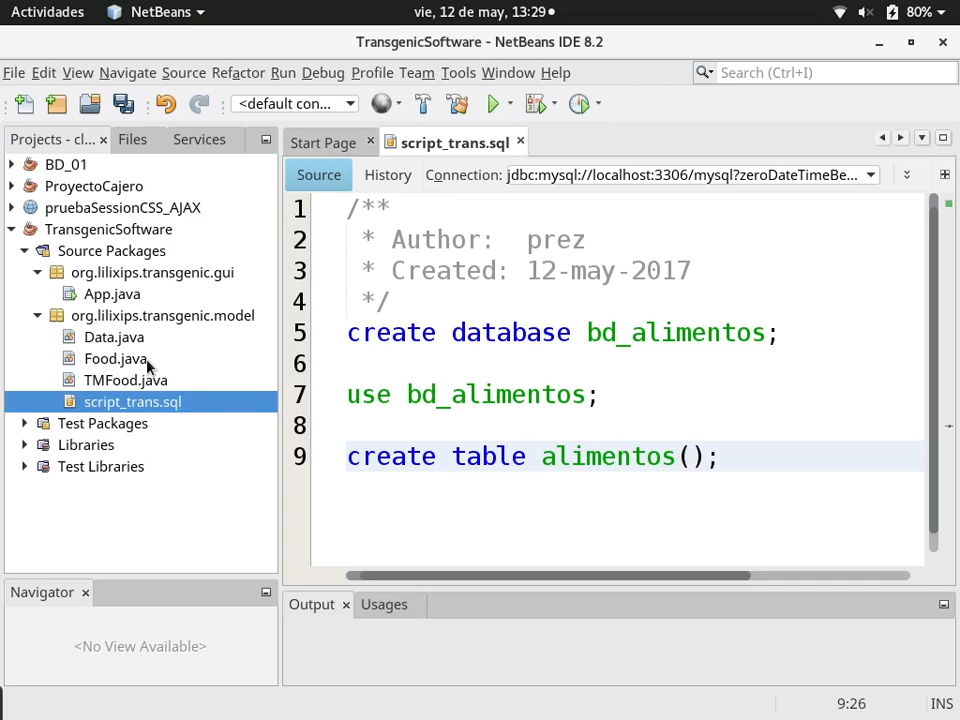 Actividades NetBeans vie, 12 de may, 13:29 80%
TransgenicSoftware - NetBeans IDE 8.2
File Edit View Navigate Source Refactor Run Debug Profile Team Tools Window Help Search (Ctrl+I)
<default con...
Projects - cl... × Files Services
Start Page × script_trans.sql ×
Source History Connection: jdbc:mysql://localhost:3306/mysql?zeroDateTimeBe...
BD_01
ProyectoCajero
pruebaSessionCSS_AJAX
TransgenicSoftware
Source Packages
org.lilixips.transgenic.gui
App.java
org.lilixips.transgenic.model
Data.java
Food.java
TMFood.java
script_trans.sql
Test Packages
Libraries
Test Libraries
1 /**
2 * Author: prez
3 * Created: 12-may-2017
4 */
5 create database bd_alimentos;
6
7 use bd_alimentos;
8
9 create table alimentos();
Navigator ×
<No View Available>
Output × Usages
9:26 INS